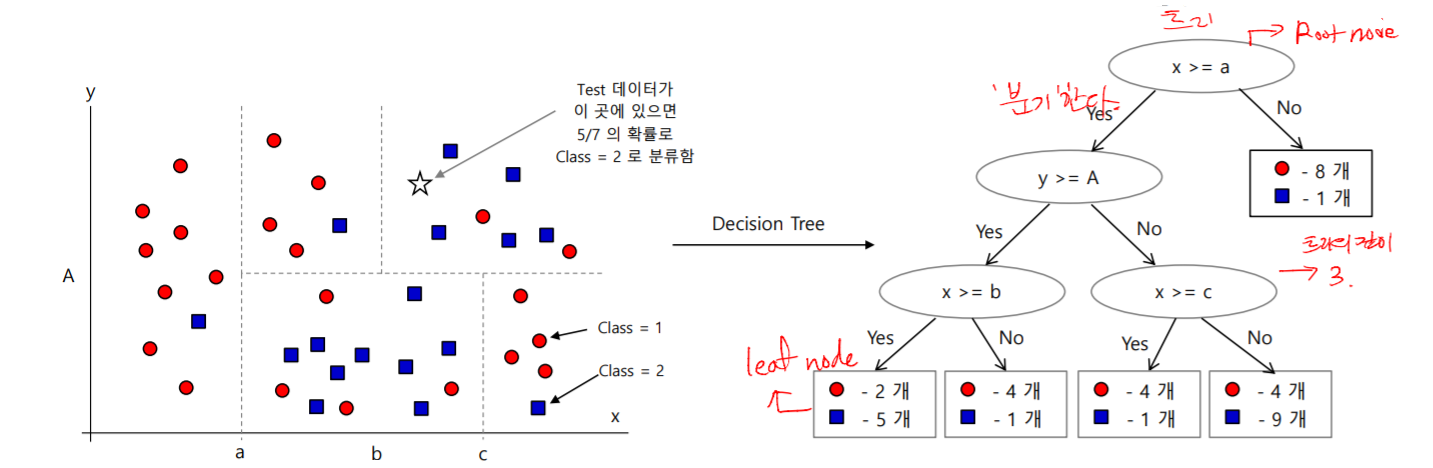 y
Test 데이터가
이 곳에 있으면
5/7 의 확률로
Class = 2 로 분류함
A
Class = 1
Class = 2
x
a
b
c
Decision Tree
트리
Root node
x >= a
'분기'한다.
Yes
No
- 8 개
- 1 개
y >= A
Yes
No
트리의 깊이
3.
x >= b
x >= c
Yes
No
Yes
No
leaf node
- 2 개
- 5 개
- 4 개
- 1 개
- 4 개
- 1 개
- 4 개
- 9 개